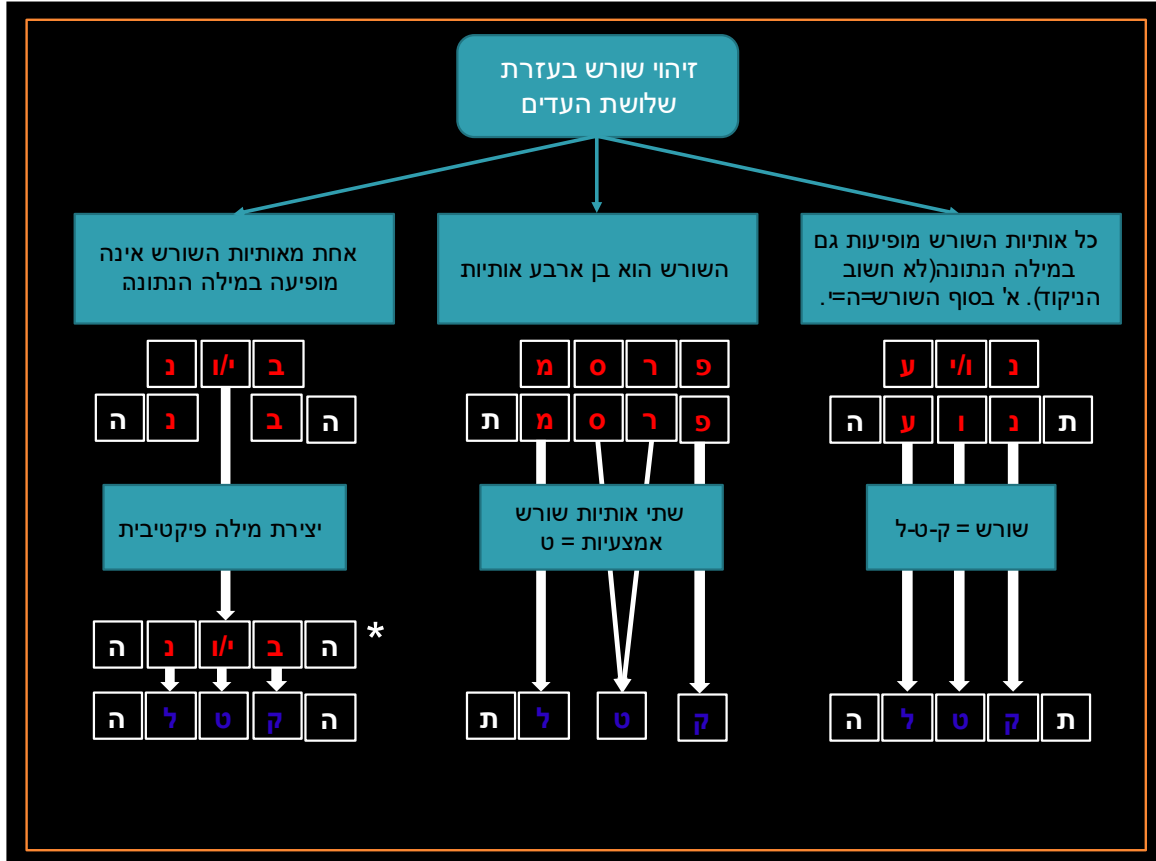 זיהוי שורש בעזרת
שלושת העדים
כל אותיות השורש מופיעות גם
במילה הנתונה(לא חשוב
הניקוד). א' בסוף השורש=ה=י.
נ ו/י ע
ת נ ו ע ה
שורש = ק-ט-ל
ת ק ט ל ה
השורש הוא בן ארבע אותיות
פ ר ס מ
פ ר ס מ ת
שתי אותיות שורש
אמצעיות = ט
ק ט ל ת
אחת מאותיות השורש אינה
מופיעה במילה הנתונה
ב י/ו נ
ה ב נ ה
יצירת מילה פיקטיבית
* ה ב י/ו נ ה
ה ק ט ל ה